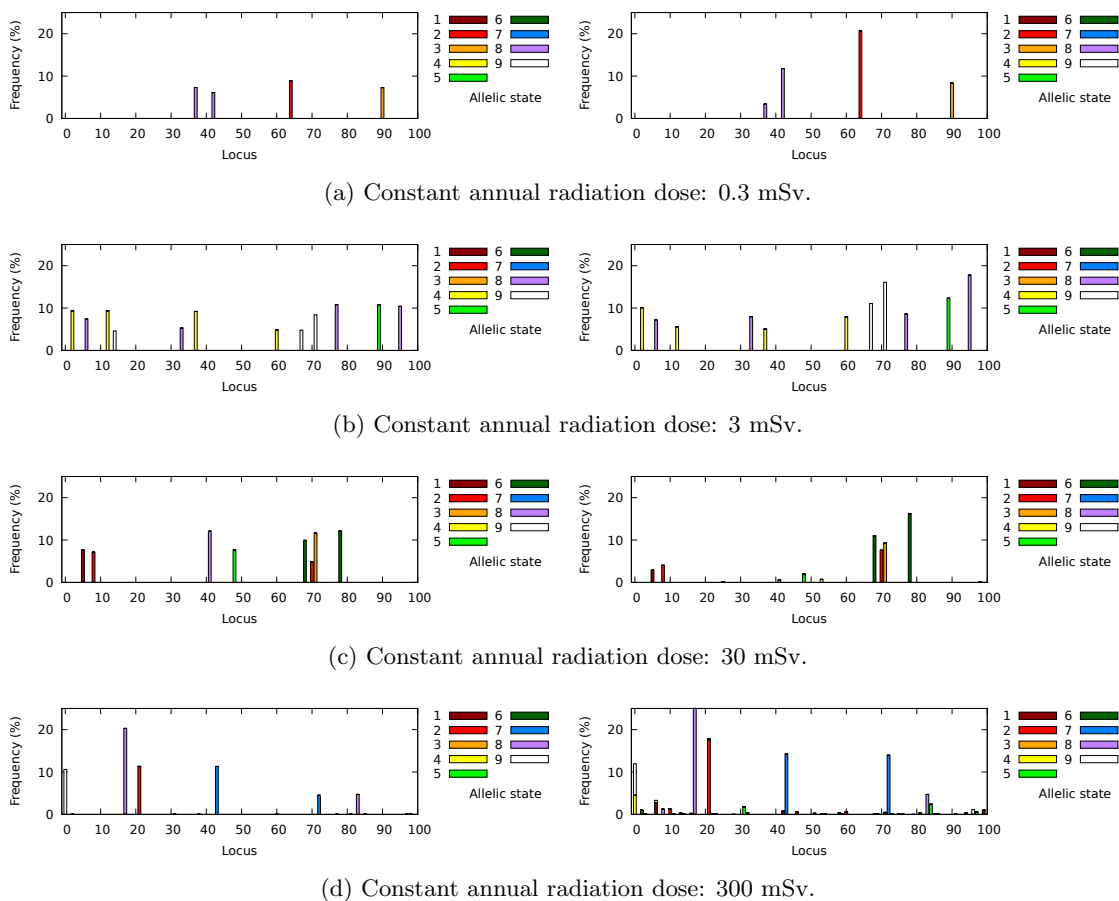 Frequency (%)
20
10
0
0 10 20 30 40 50 60 70 80 90 100
Locus
1 6
2 7
3 8
4 9
5
Allelic state
Frequency (%)
20
10
0
0 10 20 30 40 50 60 70 80 90 100
Locus
1 6
2 7
3 8
4 9
5
Allelic state
(a) Constant annual radiation dose: 0.3 mSv.
Frequency (%)
20
10
0
0 10 20 30 40 50 60 70 80 90 100
Locus
1 6
2 7
3 8
4 9
5
Allelic state
Frequency (%)
20
10
0
0 10 20 30 40 50 60 70 80 90 100
Locus
1 6
2 7
3 8
4 9
5
Allelic state
(b) Constant annual radiation dose: 3 mSv.
Frequency (%)
20
10
0
0 10 20 30 40 50 60 70 80 90 100
Locus
1 6
2 7
3 8
4 9
5
Allelic state
Frequency (%)
20
10
0
0 10 20 30 40 50 60 70 80 90 100
Locus
1 6
2 7
3 8
4 9
5
Allelic state
(c) Constant annual radiation dose: 30 mSv.
Frequency (%)
20
10
0
0 10 20 30 40 50 60 70 80 90 100
Locus
1 6
2 7
3 8
4 9
5
Allelic state
Frequency (%)
20
10
0
0 10 20 30 40 50 60 70 80 90 100
Locus
1 6
2 7
3 8
4 9
5
Allelic state
(d) Constant annual radiation dose: 300 mSv.